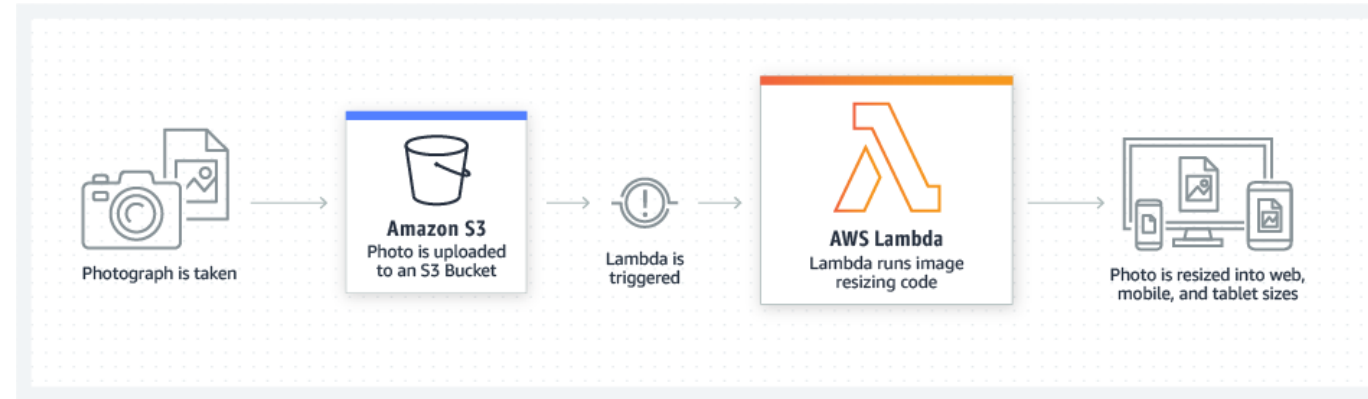 Photograph is taken
Amazon S3
Photo is uploaded
to an S3 Bucket
Lambda is
triggered
AWS Lambda
Lambda runs image
resizing code
Photo is resized into web,
mobile, and tablet sizes